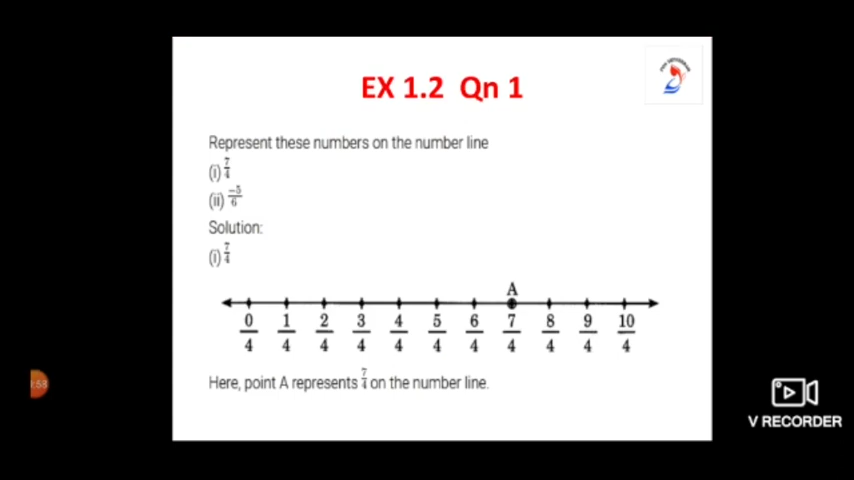 EX 1.2 Qn 1
Represent these numbers on the number line
(i) 7/4
(ii) -5/6
Solution:
(i) 7/4
A
0/4 1/4 2/4 3/4 4/4 5/4 6/4 7/4 8/4 9/4 10/4
Here, point A represents 7/4 on the number line.
:58
V RECORDER